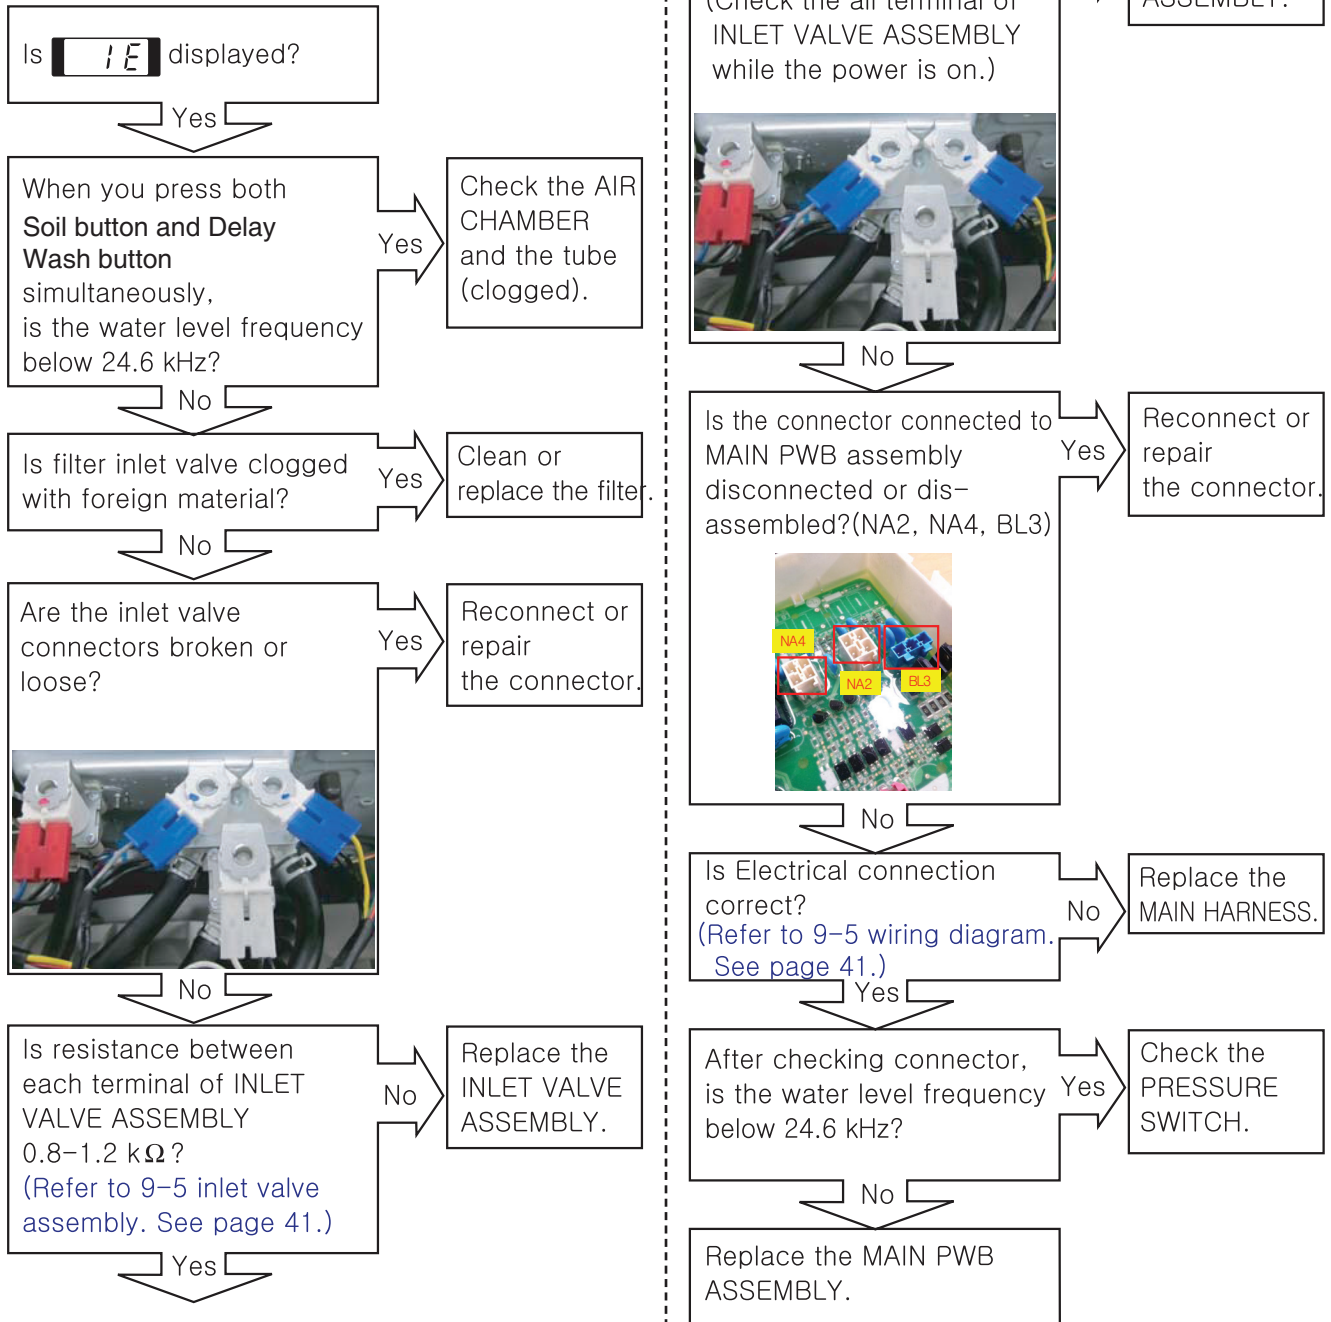 Is 1E displayed?
Yes
When you press both
Soil button and Delay
Wash button
simultaneously,
is the water level frequency
below 24.6 kHz?
Yes
Check the AIR
CHAMBER
and the tube
(clogged).
No
Is filter inlet valve clogged
with foreign material?
Yes
Clean or
replace the filter.
No
Are the inlet valve
connectors broken or
loose?
Yes
Reconnect or
repair
the connector.
No
Is resistance between
each terminal of INLET
VALVE ASSEMBLY
0.8-1.2 kΩ?
(Refer to 9-5 inlet valve
assembly. See page 41.)
No
Replace the
INLET VALVE
ASSEMBLY.
Yes
(Check the all terminal of
INLET VALVE ASSEMBLY
while the power is on.)
ASSEMBLY.
No
Is the connector connected to
MAIN PWB assembly
disconnected or dis-
assembled?(NA2, NA4, BL3)
NA4
NA2
BL3
Yes
Reconnect or
repair
the connector.
No
Is Electrical connection
correct?
(Refer to 9-5 wiring diagram.
See page 41.)
No
Replace the
MAIN HARNESS.
Yes
After checking connector,
is the water level frequency
below 24.6 kHz?
Yes
Check the
PRESSURE
SWITCH.
No
Replace the MAIN PWB
ASSEMBLY.